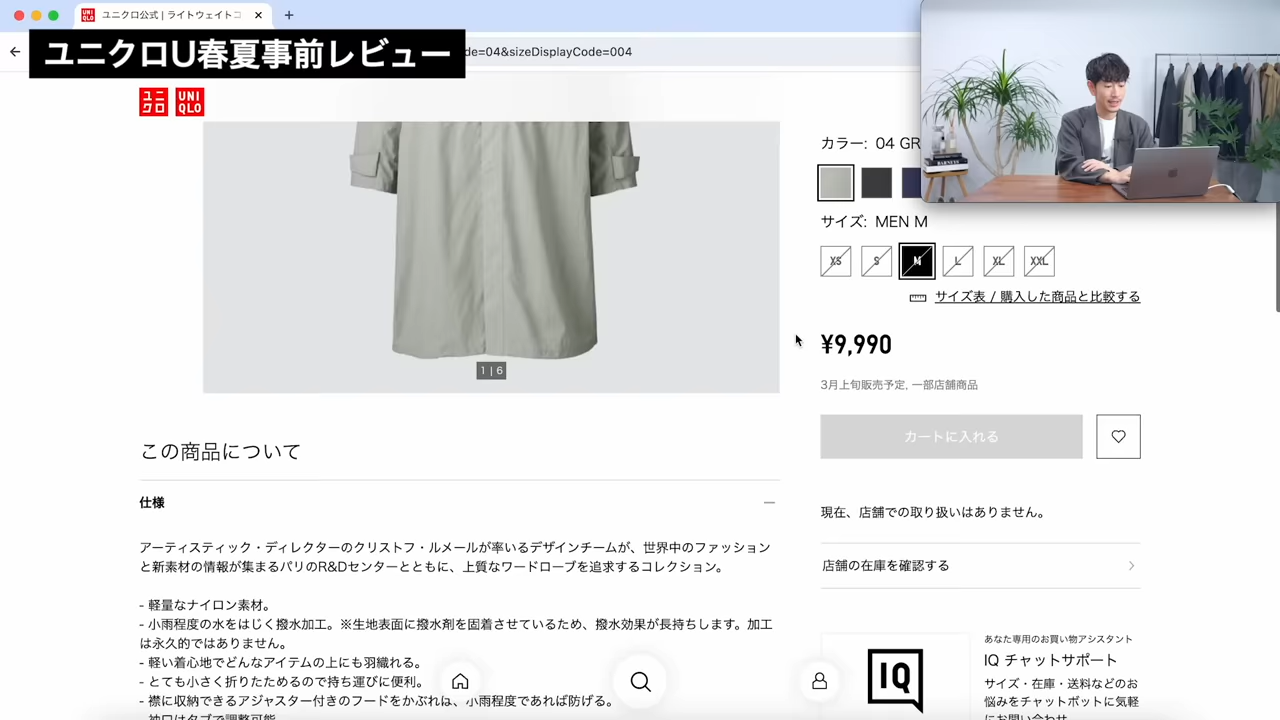 ユニクロ公式 | ライトウェイトコ
ユニクロU春夏事前レビュー
de=04&sizeDisplayCode=004
ユニクロ
UNIQLO
カラー: 04 GR
サイズ: MEN M
XS S M L XL XXL
サイズ表 / 購入した商品と比較する
¥9,990
1 | 6
3月上旬販売予定, 一部店舗商品
カートに入れる
この商品について
仕様
現在、店舗での取り扱いはありません。
アーティスティック・ディレクターのクリストフ・ルメールが率いるデザインチームが、世界中のファッション
と新素材の情報が集まるパリのR&Dセンターとともに、上質なワードローブを追求するコレクション。
店舗の在庫を確認する
- 軽量なナイロン素材。
- 小雨程度の水をはじく撥水加工。※生地表面に撥水剤を固着させているため、撥水効果が長持ちします。加工
は永久的ではありません。
- 軽い着心地でどんなアイテムの上にも羽織れる。
- とても小さく折りたためるので持ち運びに便利。
- 襟に収納できるアジャスター付きのフードをかぶれば、小雨程度であれば防げる。
- 袖口はタブで調整可能。
IQ
あなた専用のお買い物アシスタント
IQ チャットサポート
サイズ・在庫・送料などのお
悩みをチャットボットに気軽
にお問い合わせ